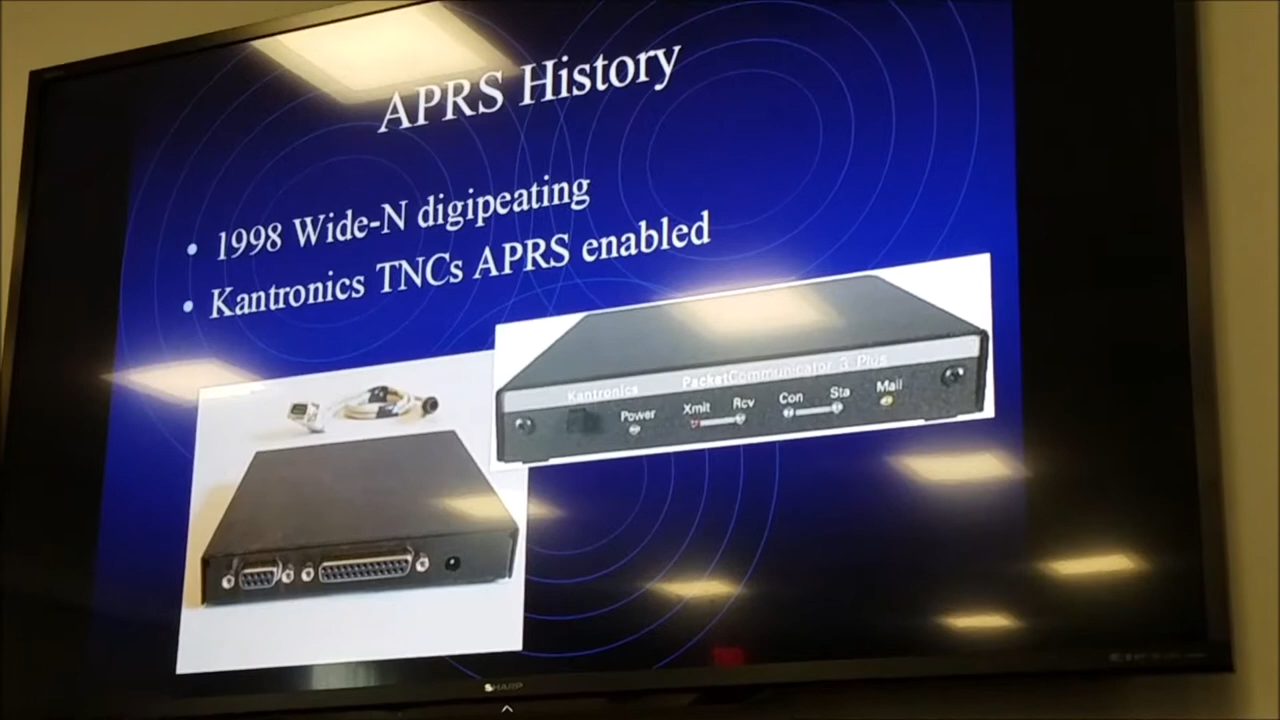 APRS History
• 1998 Wide-N digipeating
• Kantronics TNCs APRS enabled
Kantronics PacketCommunicator 3 Plus
Power Xmit Rcv Con Sta Mail
SHARP